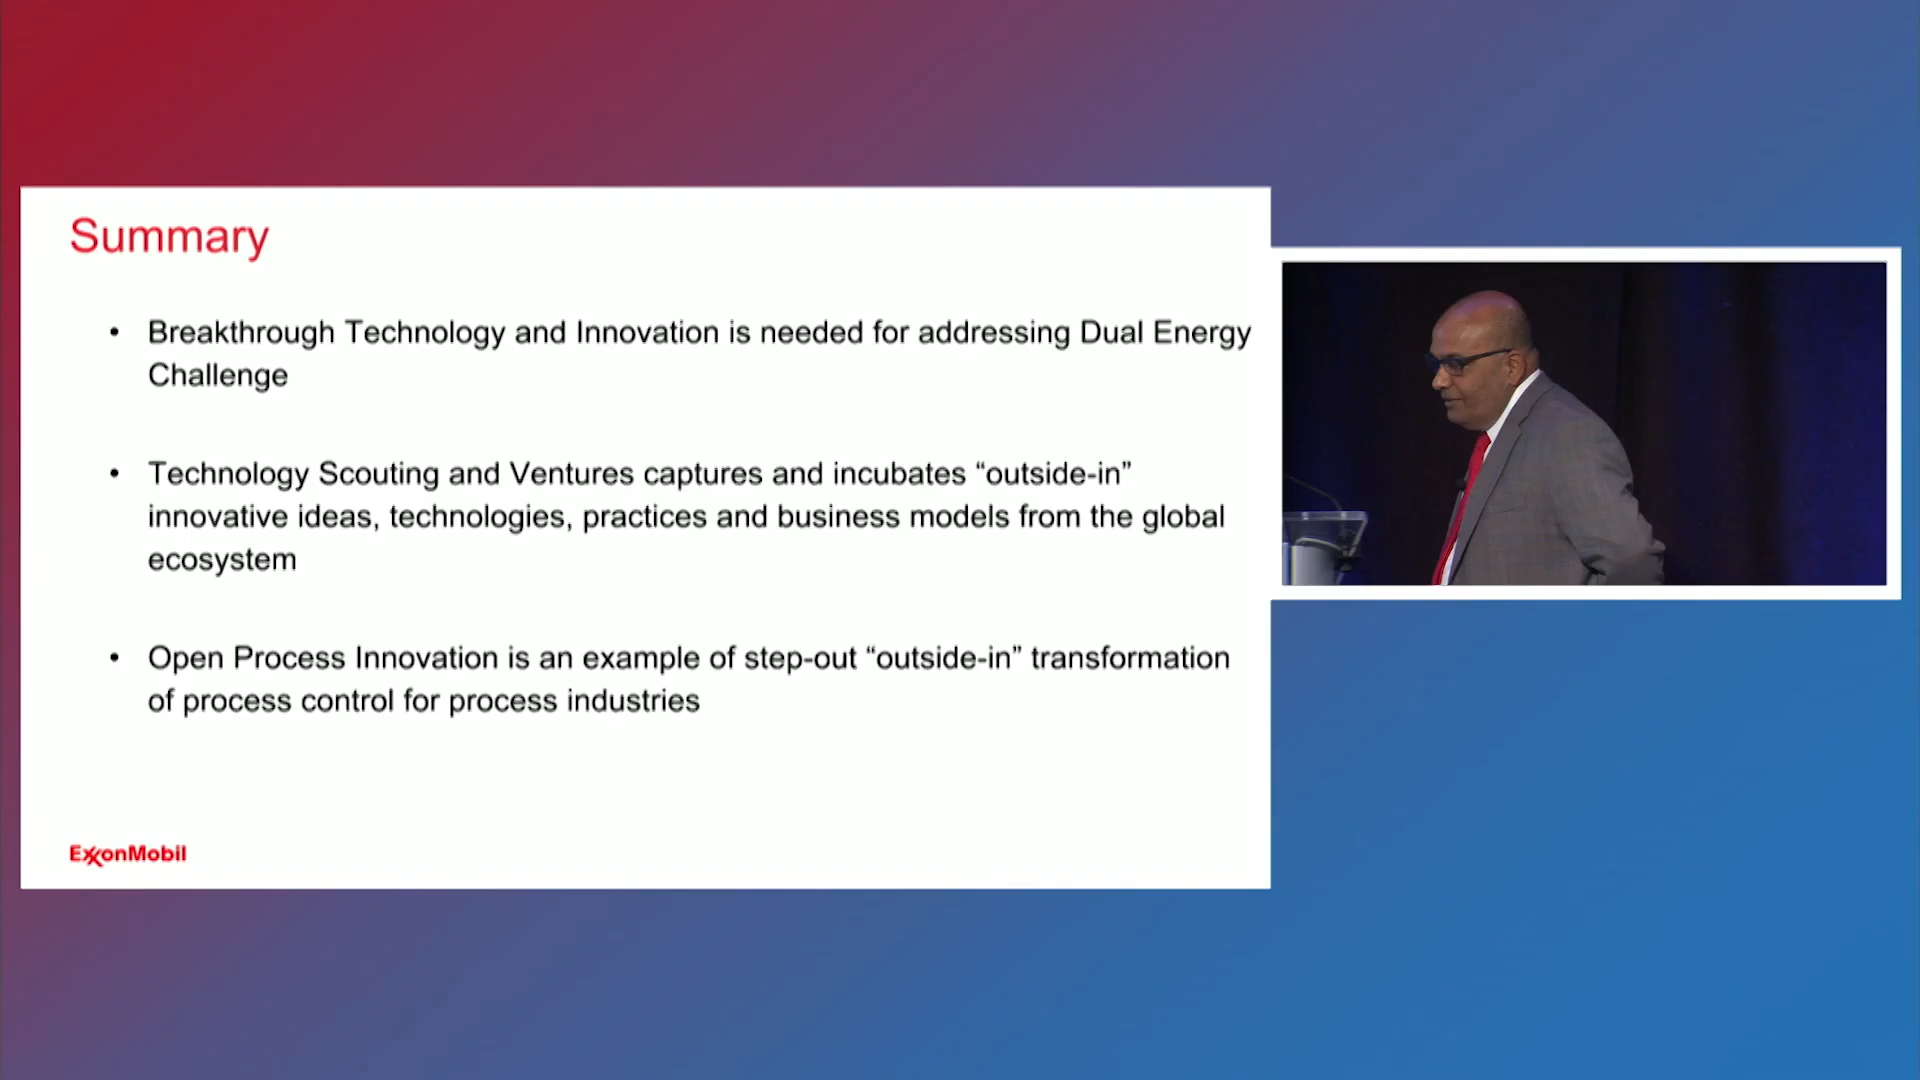 Summary
• Breakthrough Technology and Innovation is needed for addressing Dual Energy
Challenge
• Technology Scouting and Ventures captures and incubates “outside-in”
innovative ideas, technologies, practices and business models from the global
ecosystem
• Open Process Innovation is an example of step-out “outside-in” transformation
of process control for process industries
ExxonMobil